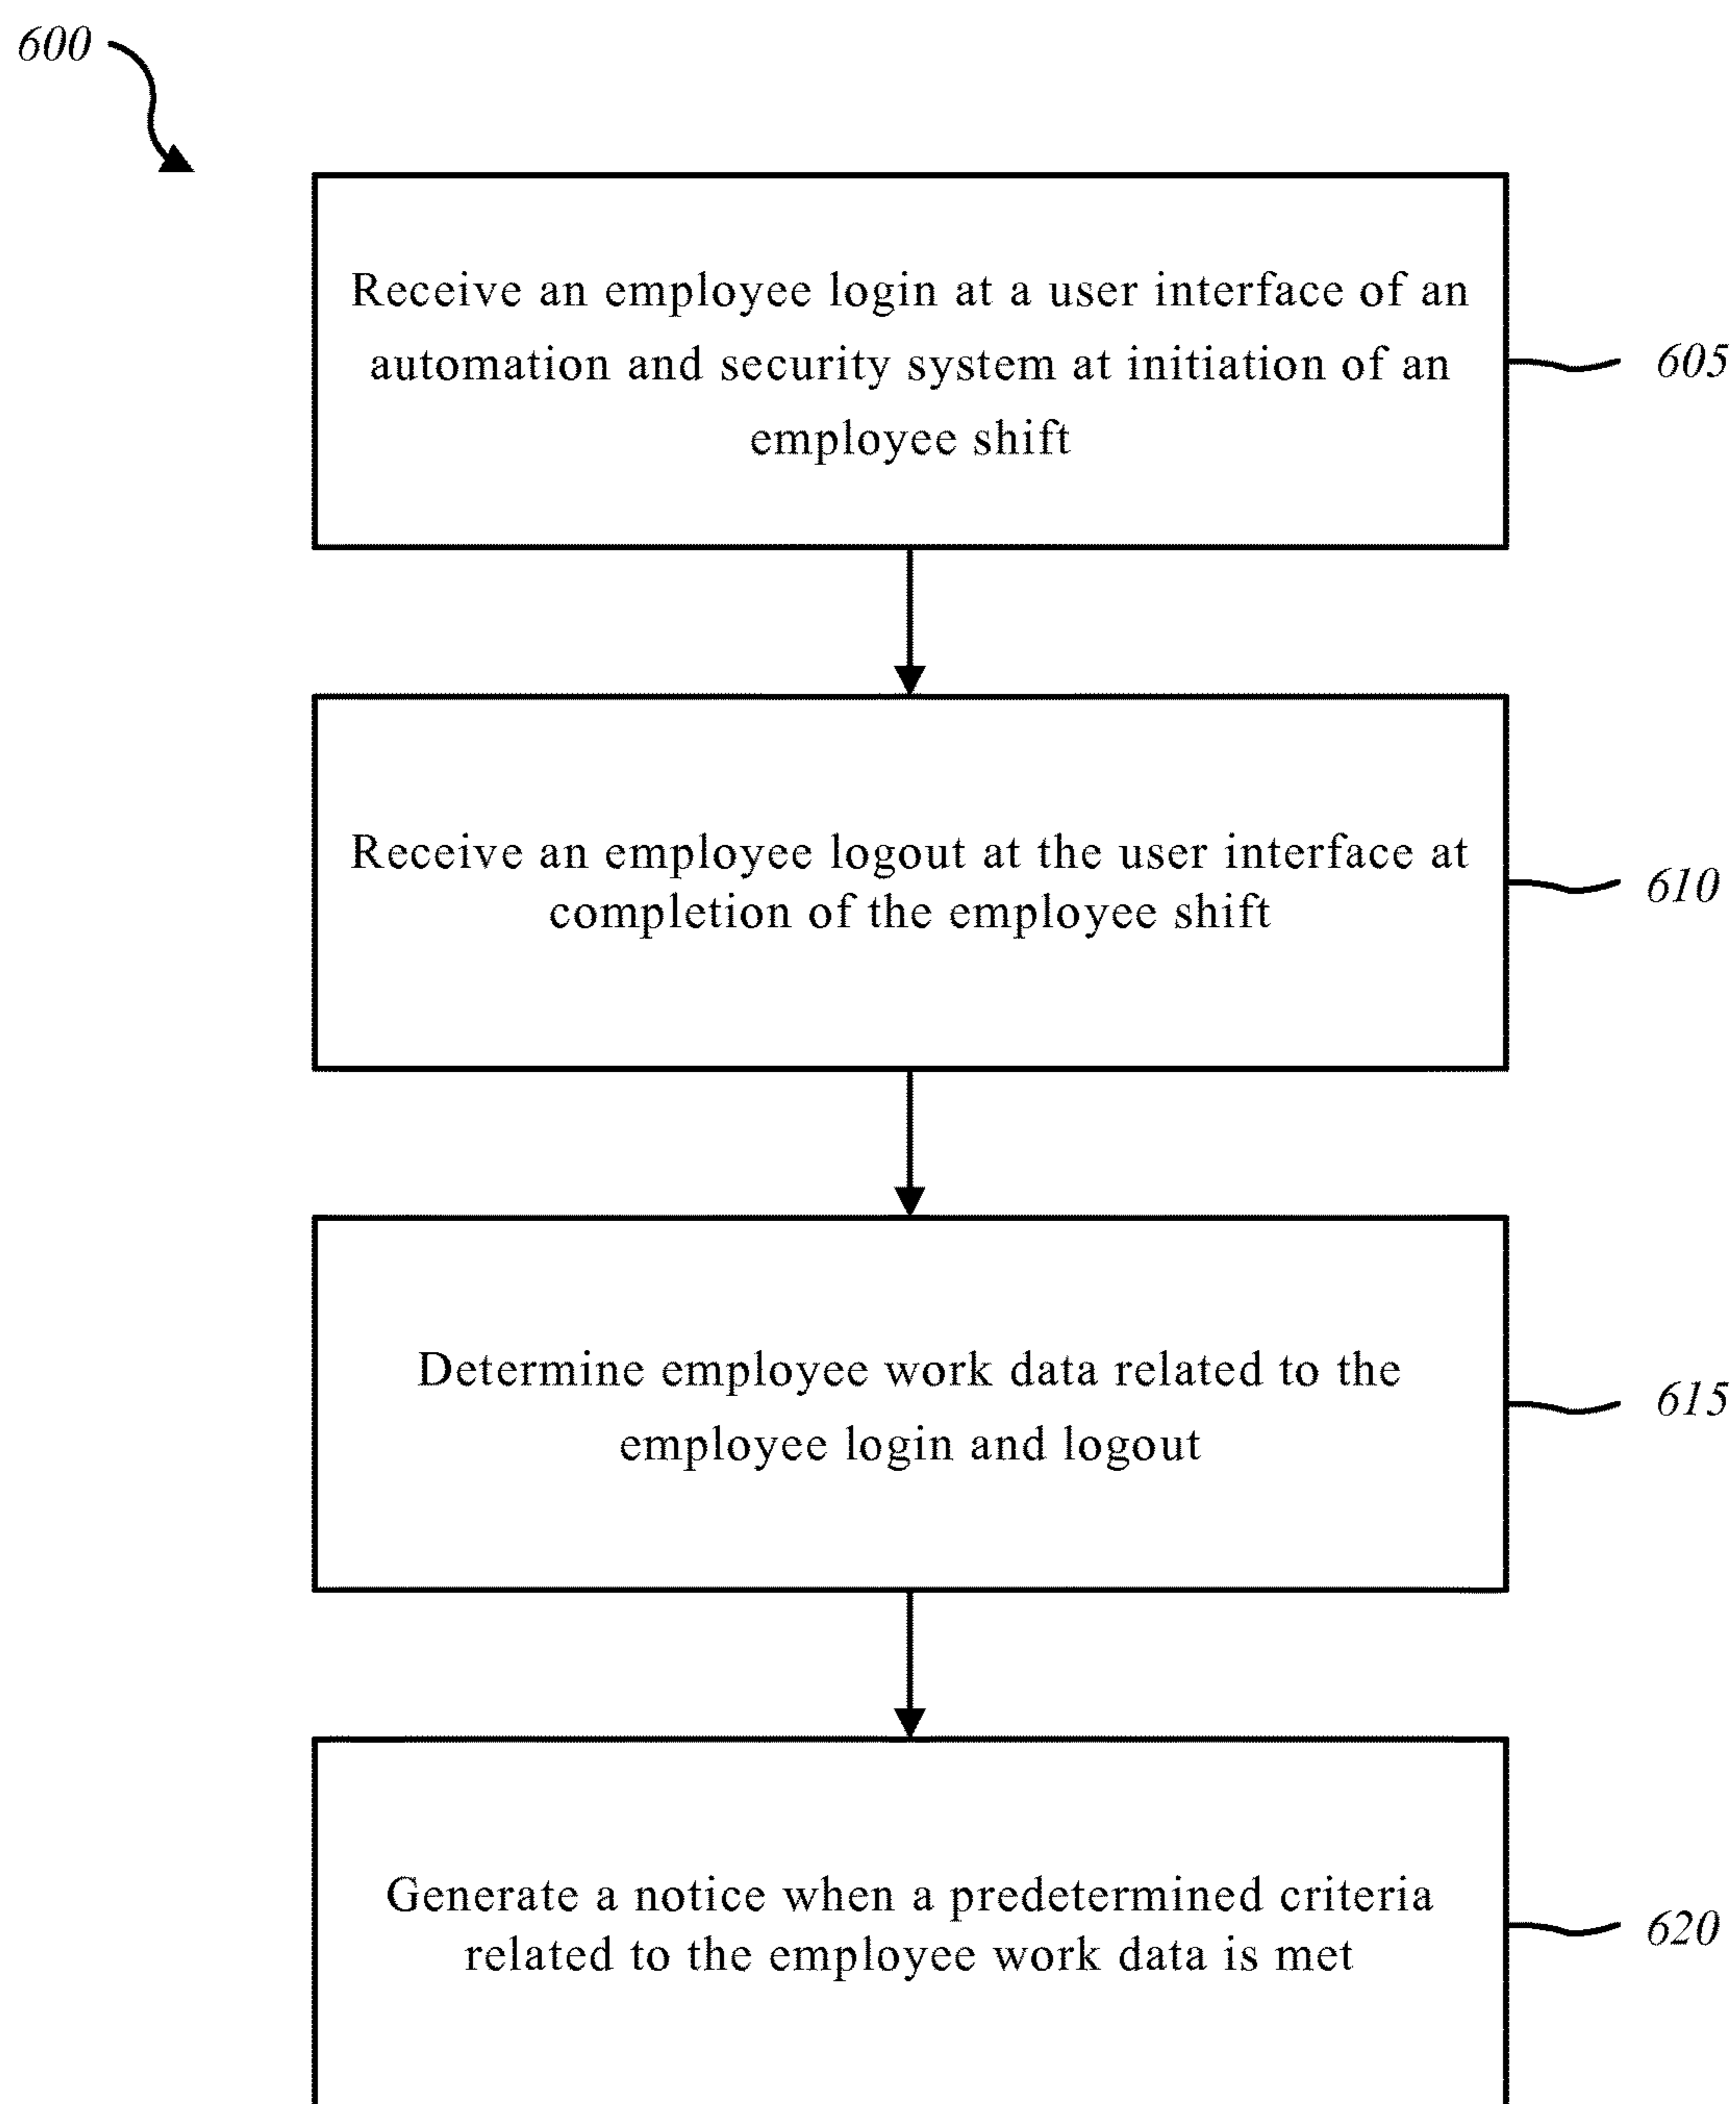 600
Receive an employee login at a user interface of an
automation and security system at initiation of an
employee shift
605
Receive an employee logout at the user interface at
completion of the employee shift
610
Determine employee work data related to the
employee login and logout
615
Generate a notice when a predetermined criteria
related to the employee work data is met
620